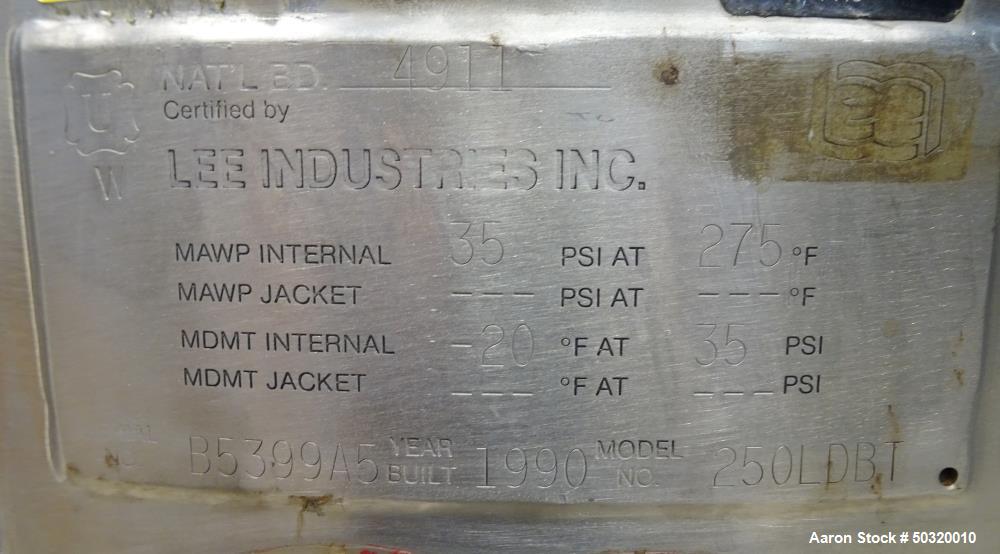 NAT'L BD. 4911
U Certified by
W LEE INDUSTRIES INC.
MAWP INTERNAL 35 PSI AT 275 °F
MAWP JACKET --- PSI AT --- °F
MDMT INTERNAL -20 °F AT 35 PSI
MDMT JACKET --- °F AT --- PSI
B5399A5 YEAR BUILT 1990 MODEL NO. 250LDBT
Aaron Stock # 50320010